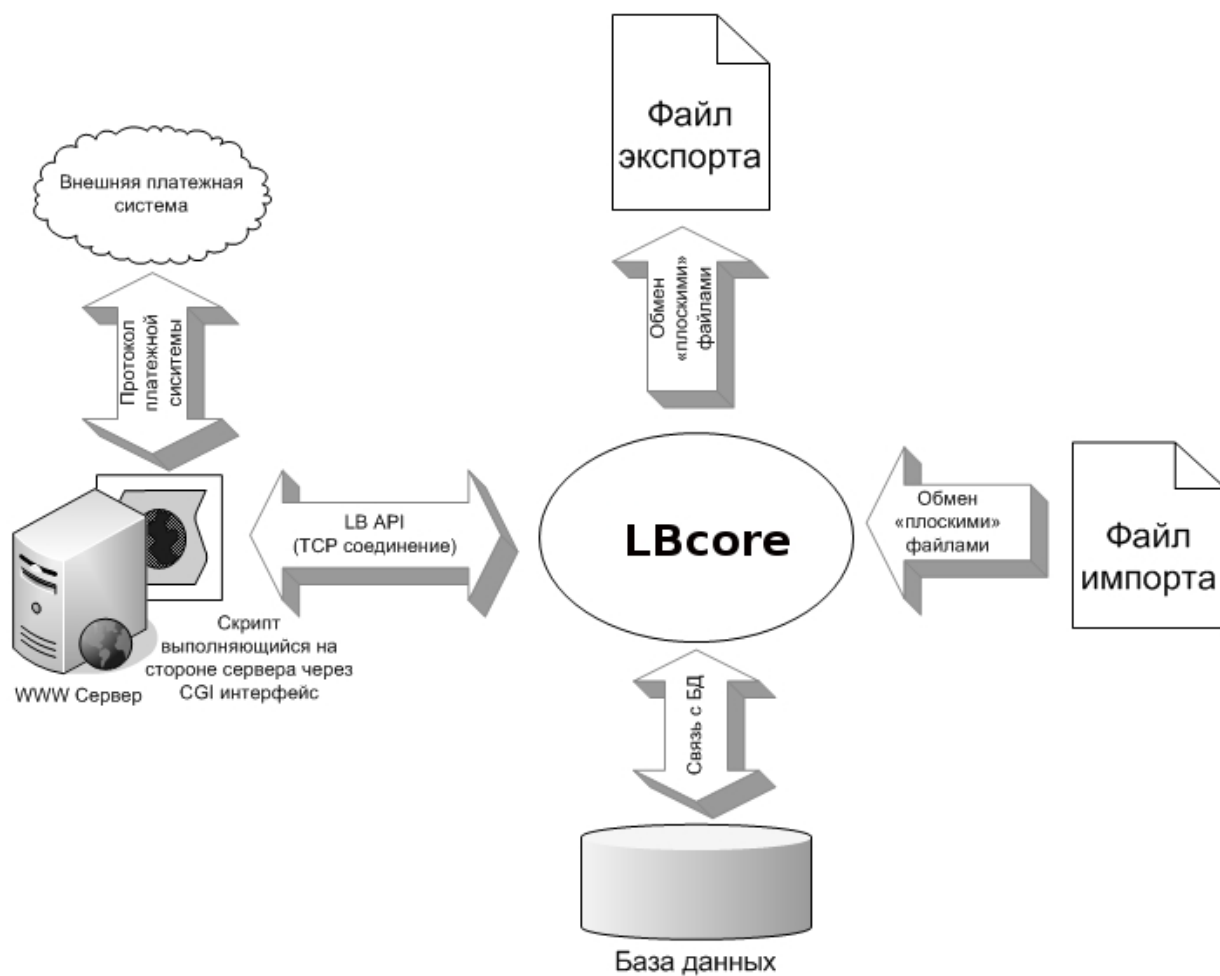 Файл
экспорта
Внешняя платежная
система
Обмен
«плоскими»
файлами
Протокол
платежной
сиситемы
LB API
(TCP соединение)
LBcore
Обмен
«плоскими»
файлами
Файл
импорта
Скрипт
выполняющийся на
стороне сервера через
CGI интерфейс
WWW Сервер
Связь с БД
База данных